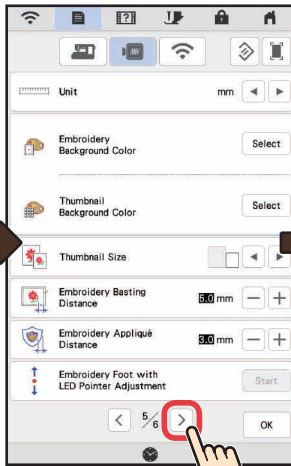 Unit mm
Embroidery
Background Color Select
Thumbnail
Background Color Select
Thumbnail Size
Embroidery Basting
Distance 5.0 mm
Embroidery Appliqué
Distance 3.0 mm
Embroidery Foot with
LED Pointer Adjustment Start
5/6
OK